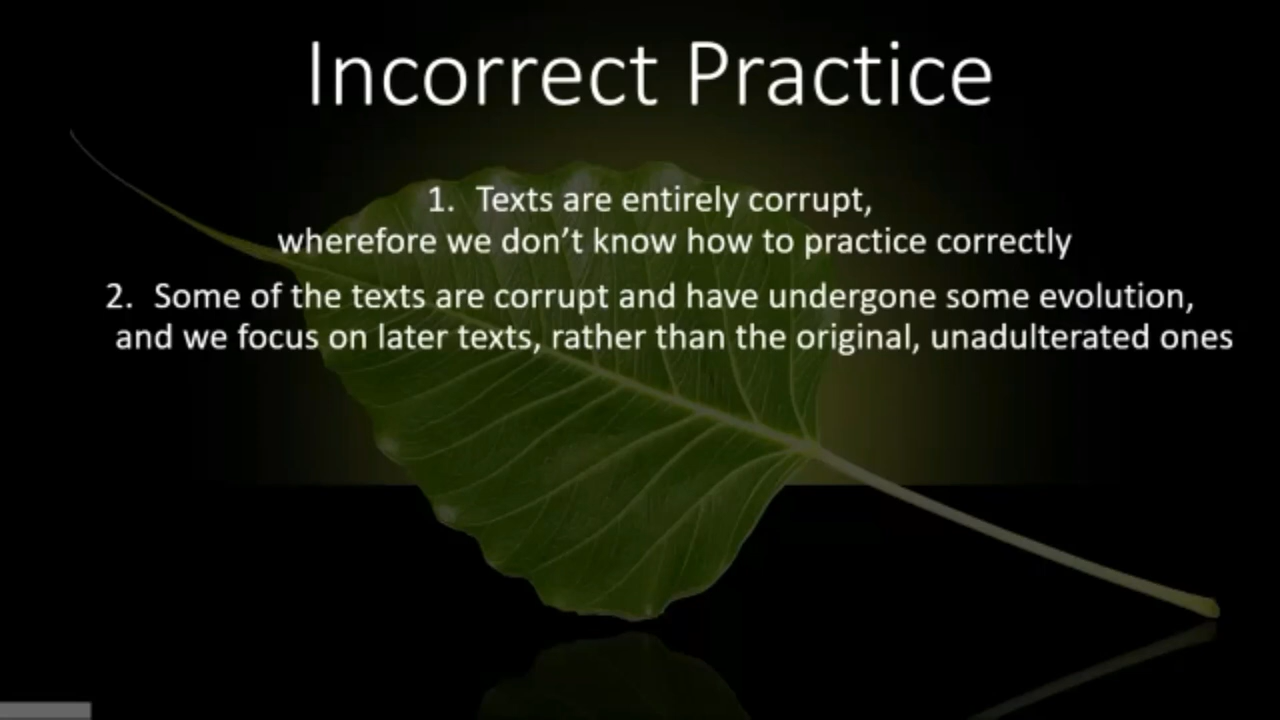 Incorrect Practice
1. Texts are entirely corrupt,
wherefore we don’t know how to practice correctly
2. Some of the texts are corrupt and have undergone some evolution,
and we focus on later texts, rather than the original, unadulterated ones